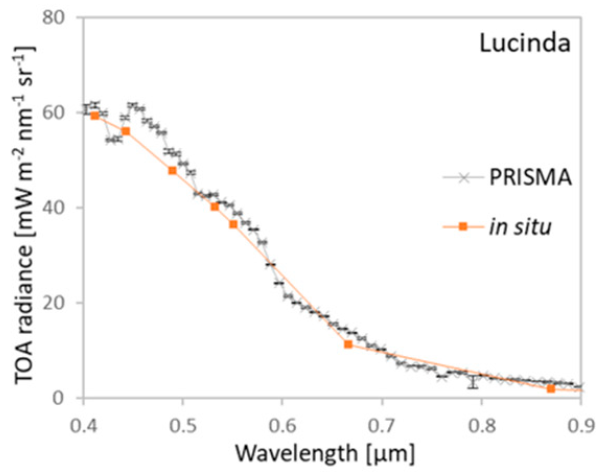 Lucinda
PRISMA
in situ
TOA radiance [mW m-2 nm-1 sr-1]
80
60
40
20
0
0.4 0.5 0.6 0.7 0.8 0.9
Wavelength [µm]